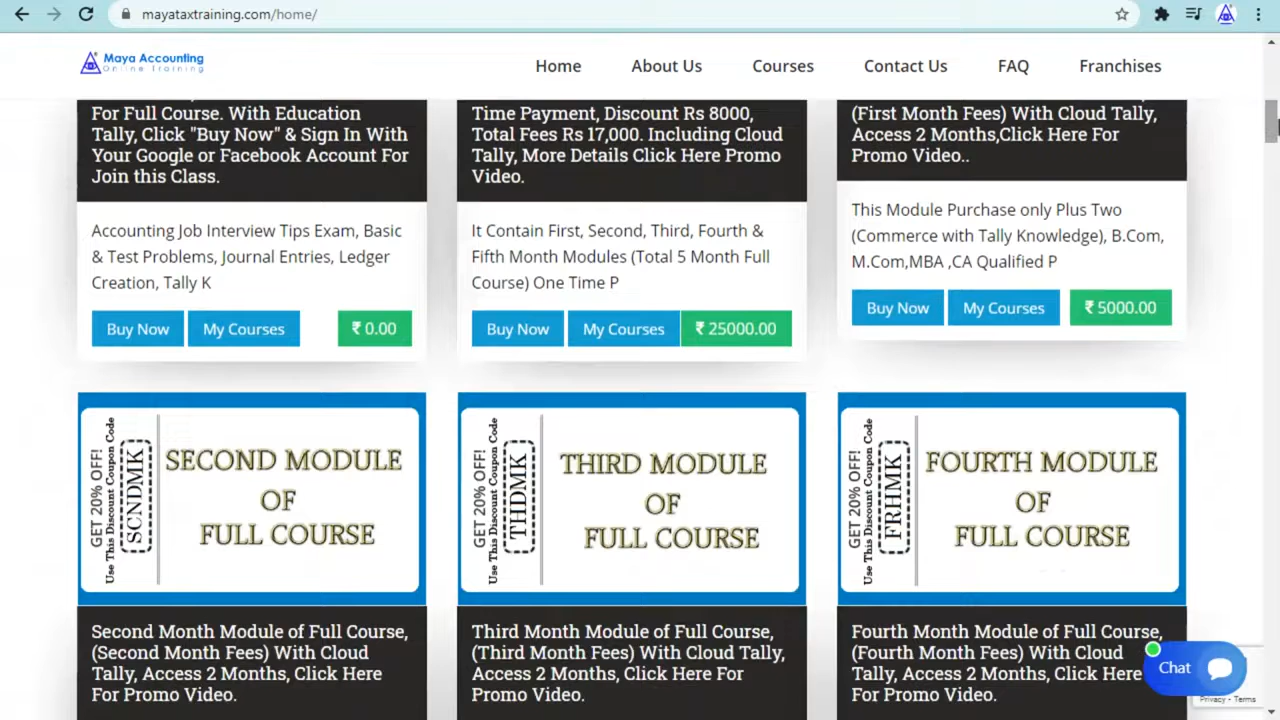 mayataxtraining.com/home/
Maya Accounting
Online Training
Home
About Us
Courses
Contact Us
FAQ
Franchises
For Full Course. With Education
Tally, Click "Buy Now" & Sign In With
Your Google or Facebook Account For
Join this Class.
Accounting Job Interview Tips Exam, Basic
& Test Problems, Journal Entries, Ledger
Creation, Tally K
Buy Now
My Courses
₹ 0.00
Time Payment, Discount Rs 8000,
Total Fees Rs 17,000. Including Cloud
Tally, More Details Click Here Promo
Video.
It Contain First, Second, Third, Fourth &
Fifth Month Modules (Total 5 Month Full
Course) One Time P
Buy Now
My Courses
₹ 25000.00
(First Month Fees) With Cloud Tally,
Access 2 Months,Click Here For
Promo Video..
This Module Purchase only Plus Two
(Commerce with Tally Knowledge), B.Com,
M.Com,MBA ,CA Qualified P
Buy Now
My Courses
₹ 5000.00
GET 20% OFF!
Use This Discount Coupon Code
SCNDMK
SECOND MODULE
OF
FULL COURSE
Second Month Module of Full Course,
(Second Month Fees) With Cloud
Tally, Access 2 Months, Click Here
For Promo Video.
GET 20% OFF!
Use This Discount Coupon Code
THDMK
THIRD MODULE
OF
FULL COURSE
Third Month Module of Full Course,
(Third Month Fees) With Cloud Tally,
Access 2 Months, Click Here For
Promo Video.
GET 20% OFF!
Use This Discount Coupon Code
FRHMK
FOURTH MODULE
OF
FULL COURSE
Fourth Month Module of Full Course,
(Fourth Month Fees) With Cloud
Tally, Access 2 Months, Click Here
For Promo Video.
Chat
Privacy - Terms